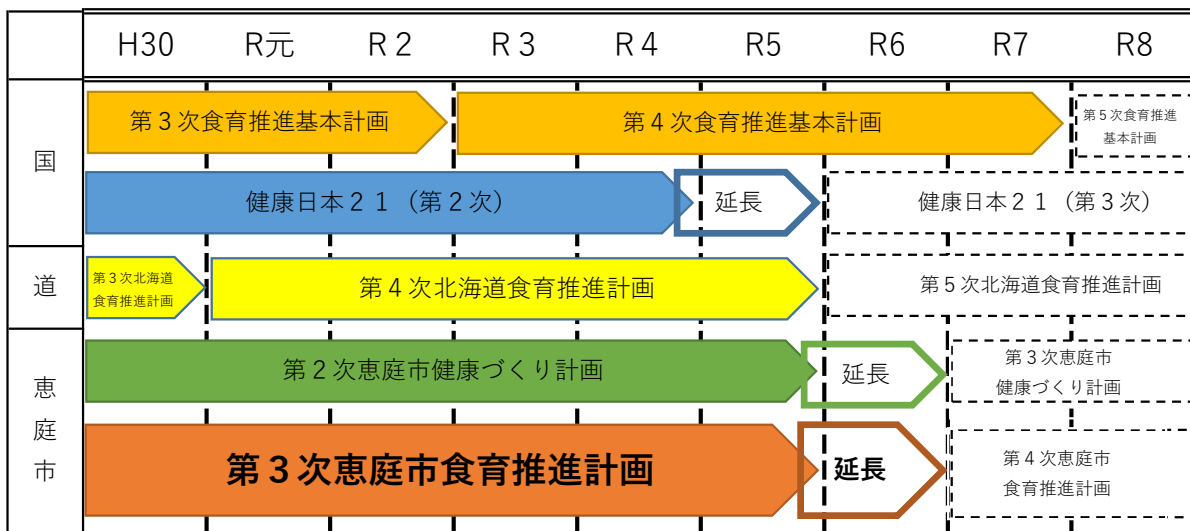 H30 R元 R２ R３ R４ R5 R6 R7 R8
国
第３次食育推進基本計画
第４次食育推進基本計画
第５次食育推進
基本計画
健康日本２１（第２次）
延長
健康日本２１（第３次）
道
第３次北海道
食育推進計画
第４次北海道食育推進計画
第５次北海道食育推進計画
恵庭市
第２次恵庭市健康づくり計画
延長
第３次恵庭市
健康づくり計画
第３次恵庭市食育推進計画
延長
第４次恵庭市
食育推進計画